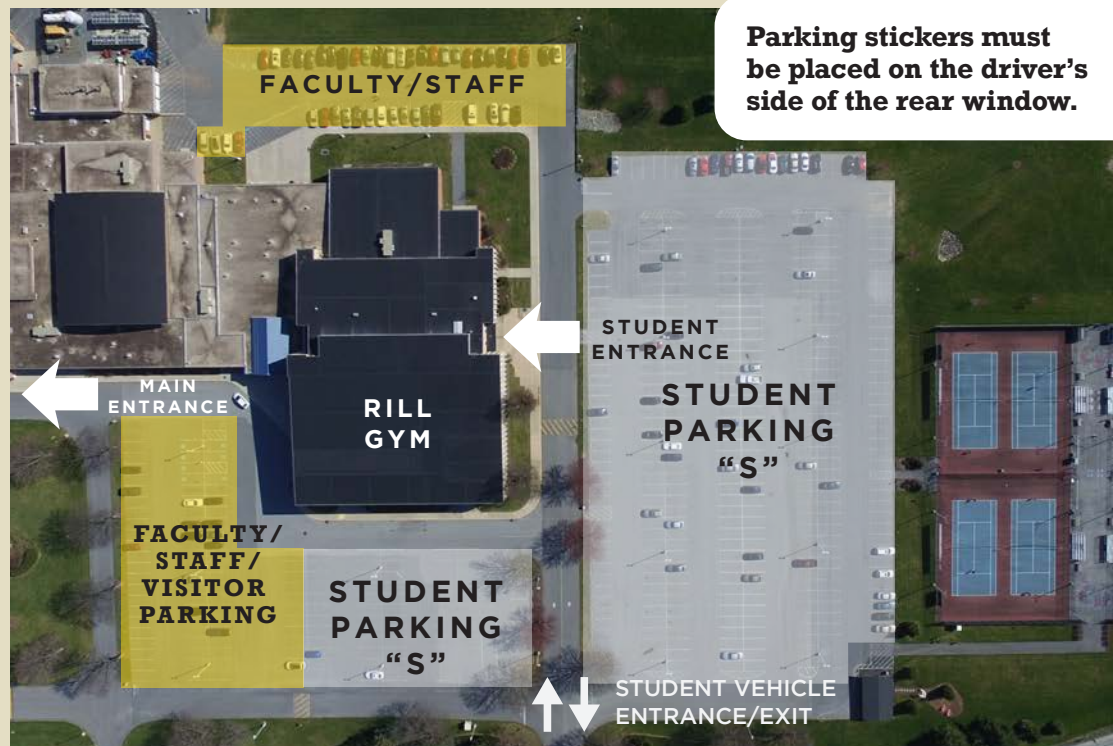 Parking stickers must
be placed on the driver's
side of the rear window.
FACULTY/STAFF
STUDENT
ENTRANCE
MAIN
ENTRANCE
RILL
GYM
STUDENT
PARKING
“S”
FACULTY/
STAFF/
VISITOR
PARKING
STUDENT
PARKING
“S”
STUDENT VEHICLE
ENTRANCE/EXIT